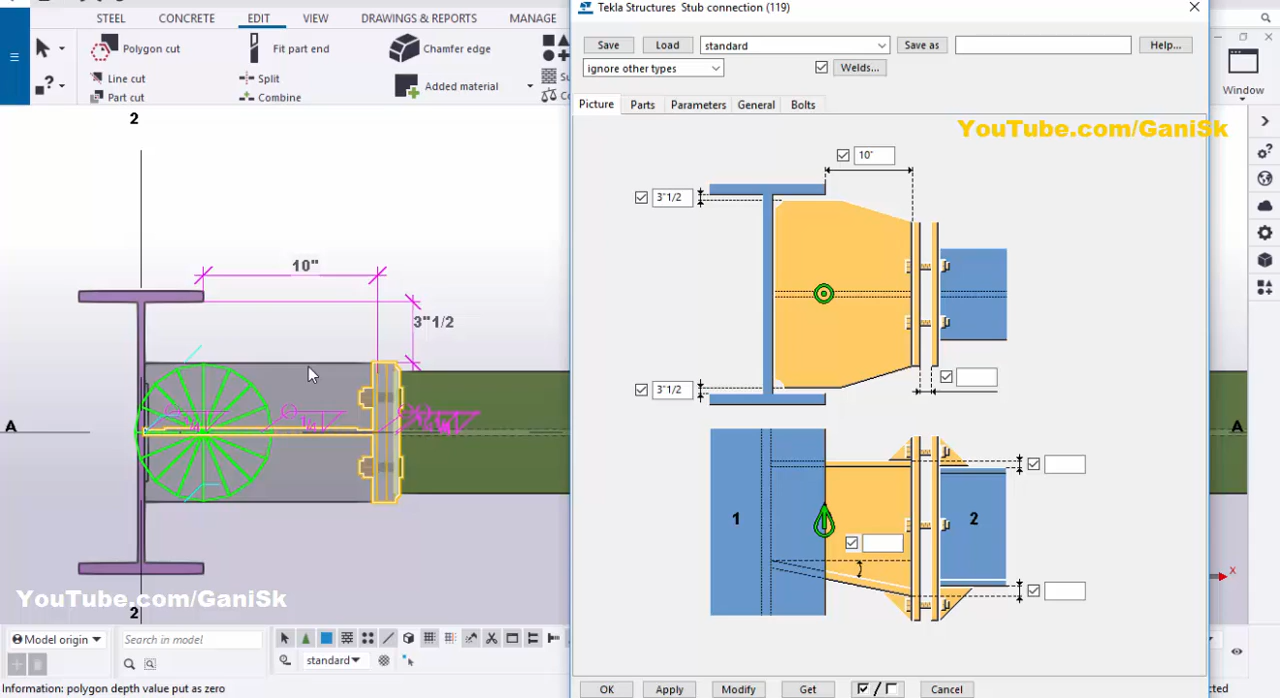 Tekla Structures Stub connection (119)
STEEL CONCRETE EDIT VIEW DRAWINGS & REPORTS MANAGE
Save Load standard Save as Help...
ignore other types Welds...
Polygon cut Fit part end Chamfer edge
Line cut Split Added material
Part cut Combine
Window
Picture Parts Parameters General Bolts
YouTube.com/GaniSk
2
10"
3"1/2
3"1/2
10"
3"1/2
A A
1 2
YouTube.com/GaniSk
2
X
Model origin Search in model
standard
Information: polygon depth value put as zero
OK Apply Modify Get / Cancel